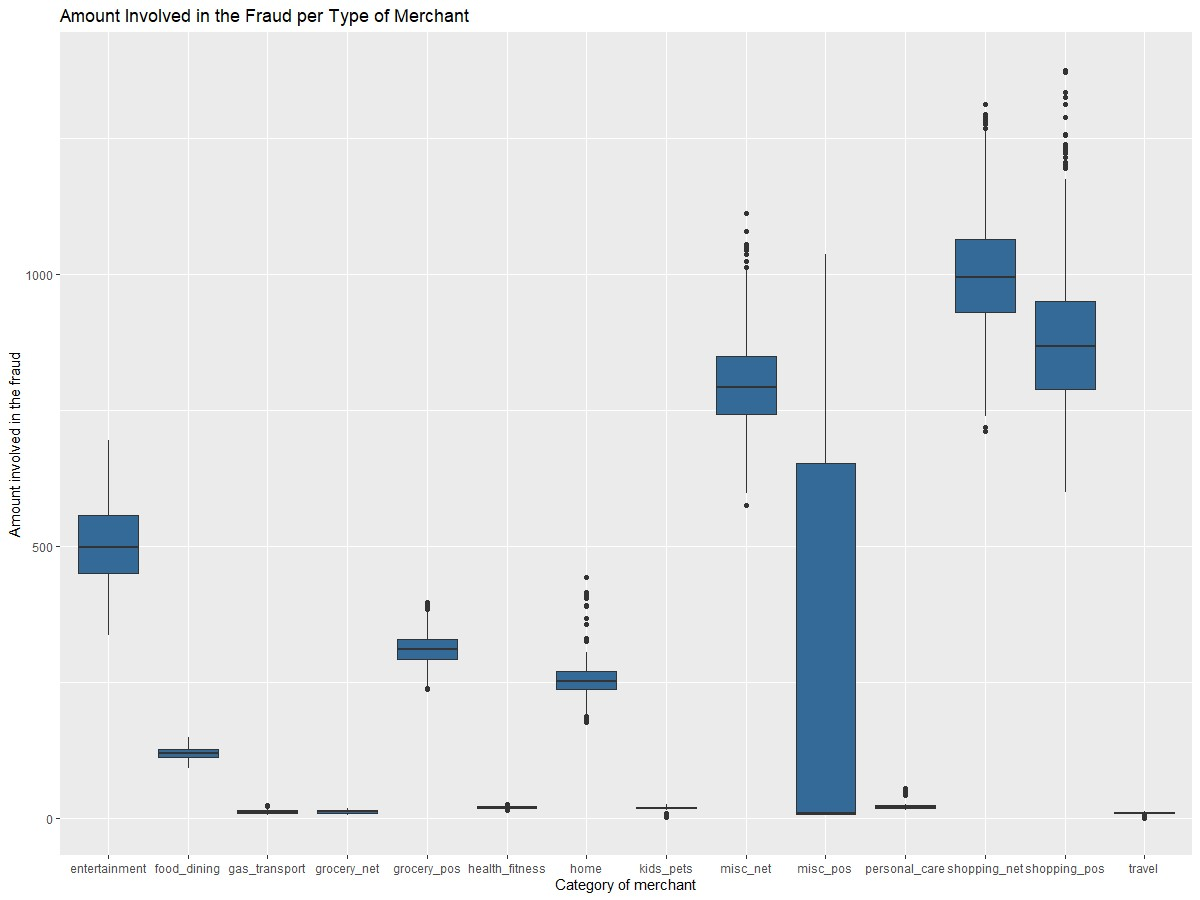 Amount Involved in the Fraud per Type of Merchant
Amount involved in the fraud
1000
500
0
entertainment food_dining gas_transport grocery_net grocery_pos health_fitness home kids_pets misc_net misc_pos personal_care shopping_net shopping_pos travel
Category of merchant